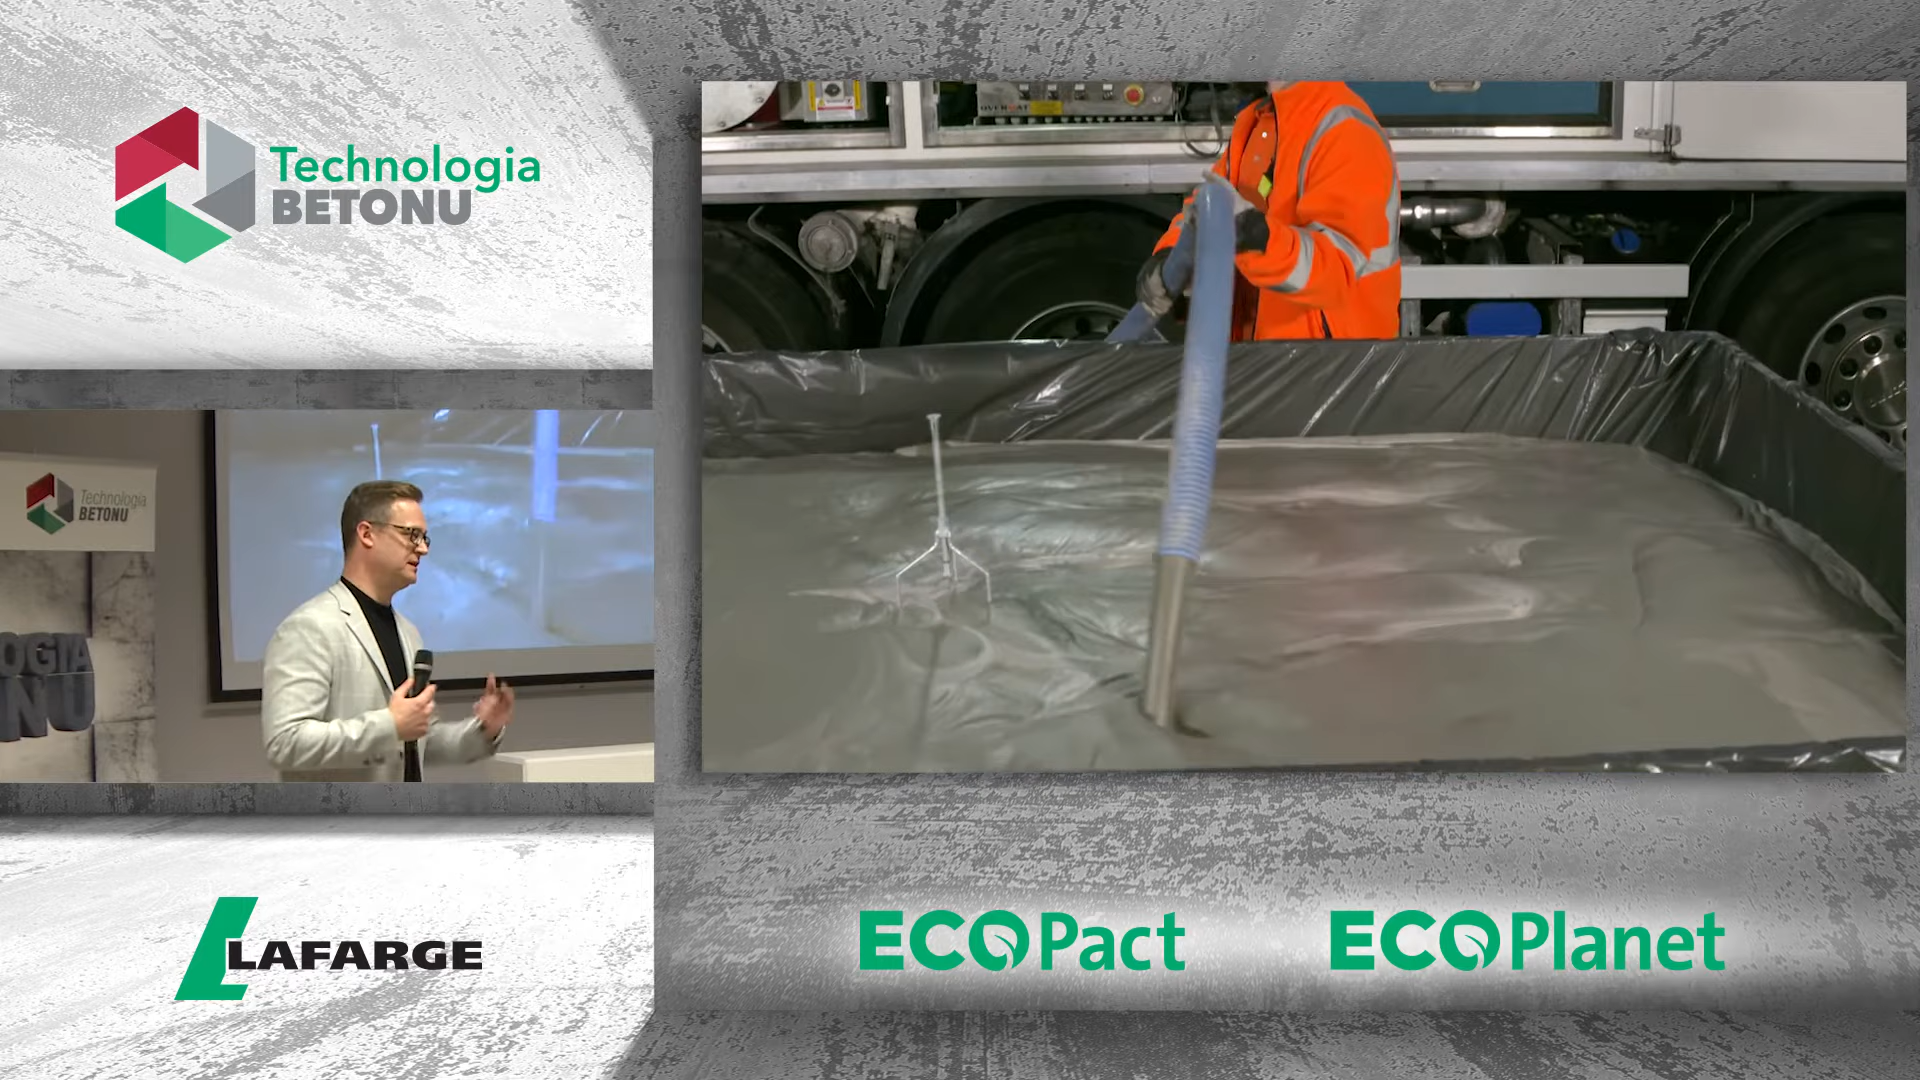 Technologia
BETONU
Technologia
BETONU
OGIA
NU
LAFARGE
ECOPact
ECOPlanet